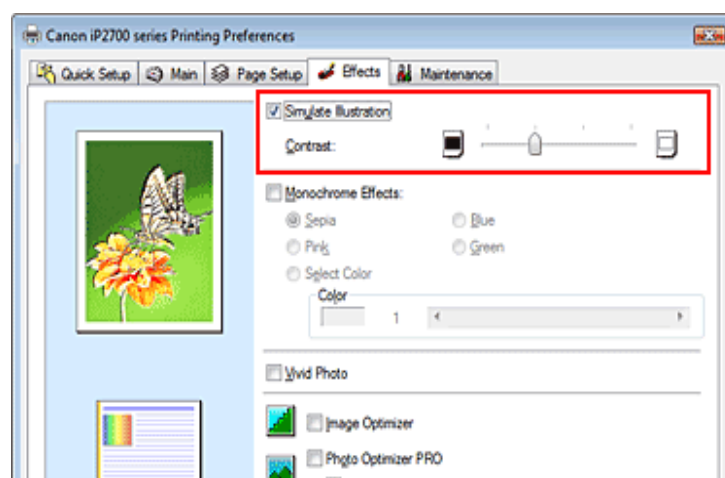 Canon iP2700 series Printing Preferences
Quick Setup Main Page Setup Effects Maintenance
Simulate Illustration
Contrast:
Monochrome Effects:
Sepia Blue
Pink Green
Select Color
Color
1
Vivid Photo
Image Optimizer
Photo Optimizer PRO